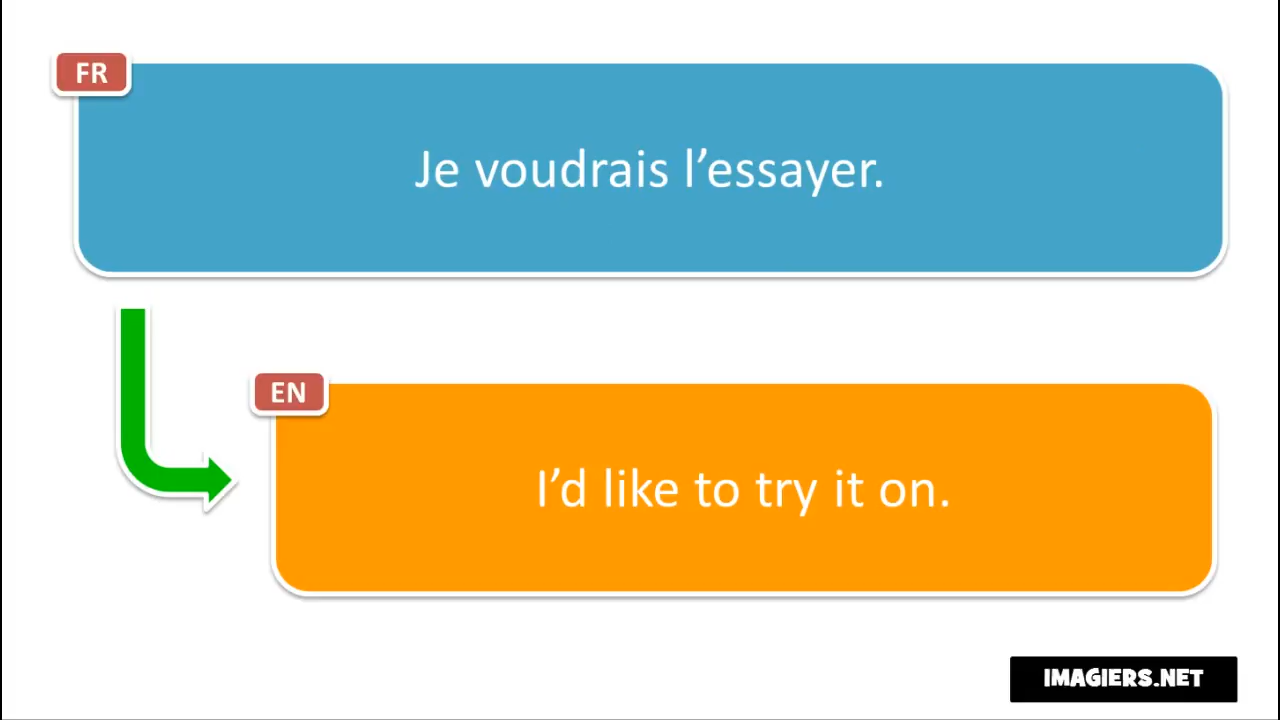 FR
Je voudrais l’essayer.
EN
I’d like to try it on.
IMAGIERS.NET